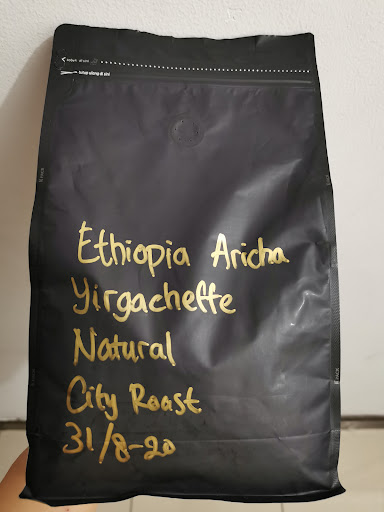 Ethiopia Aricha
Yirgacheffe
Natural
City Roast
31/8-20